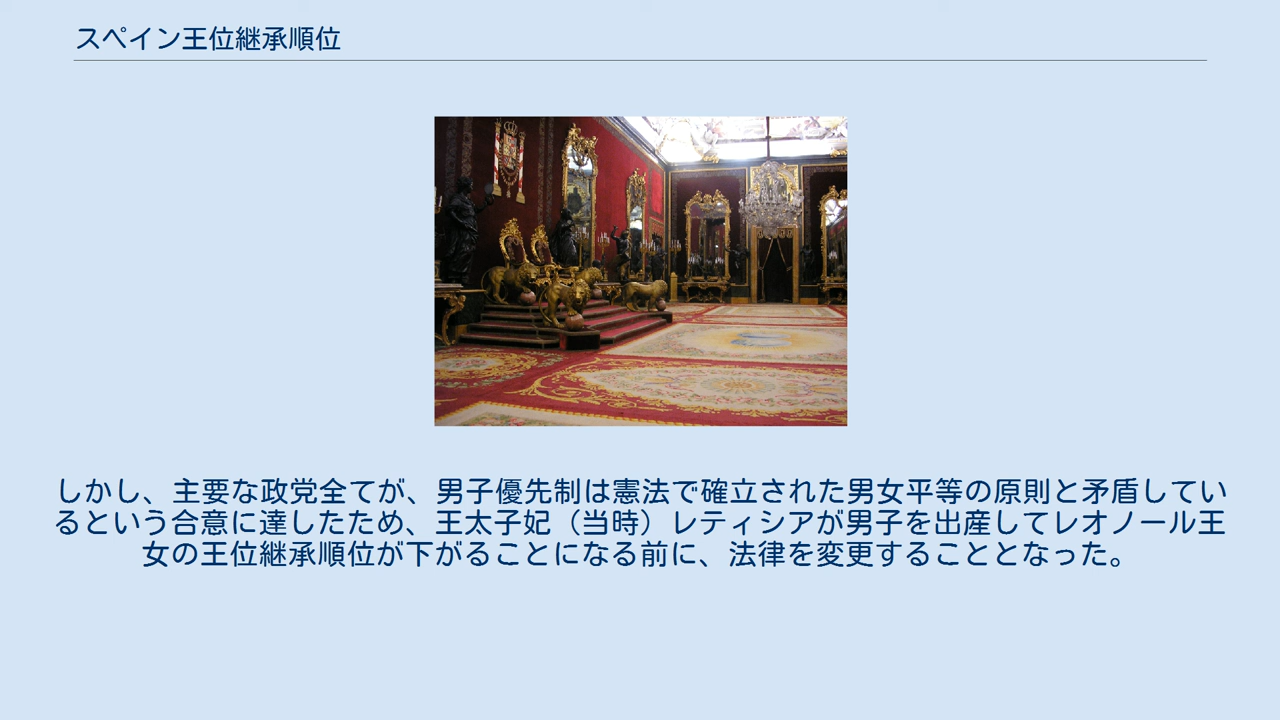 スペイン王位継承順位
しかし、主要な政党全てが、男子優先制は憲法で確立された男女平等の原則と矛盾してい
るという合意に達したため、王太子妃（当時）レティシアが男子を出産してレオノール王
女の王位継承順位が下がることになる前に、法律を変更することとなった。